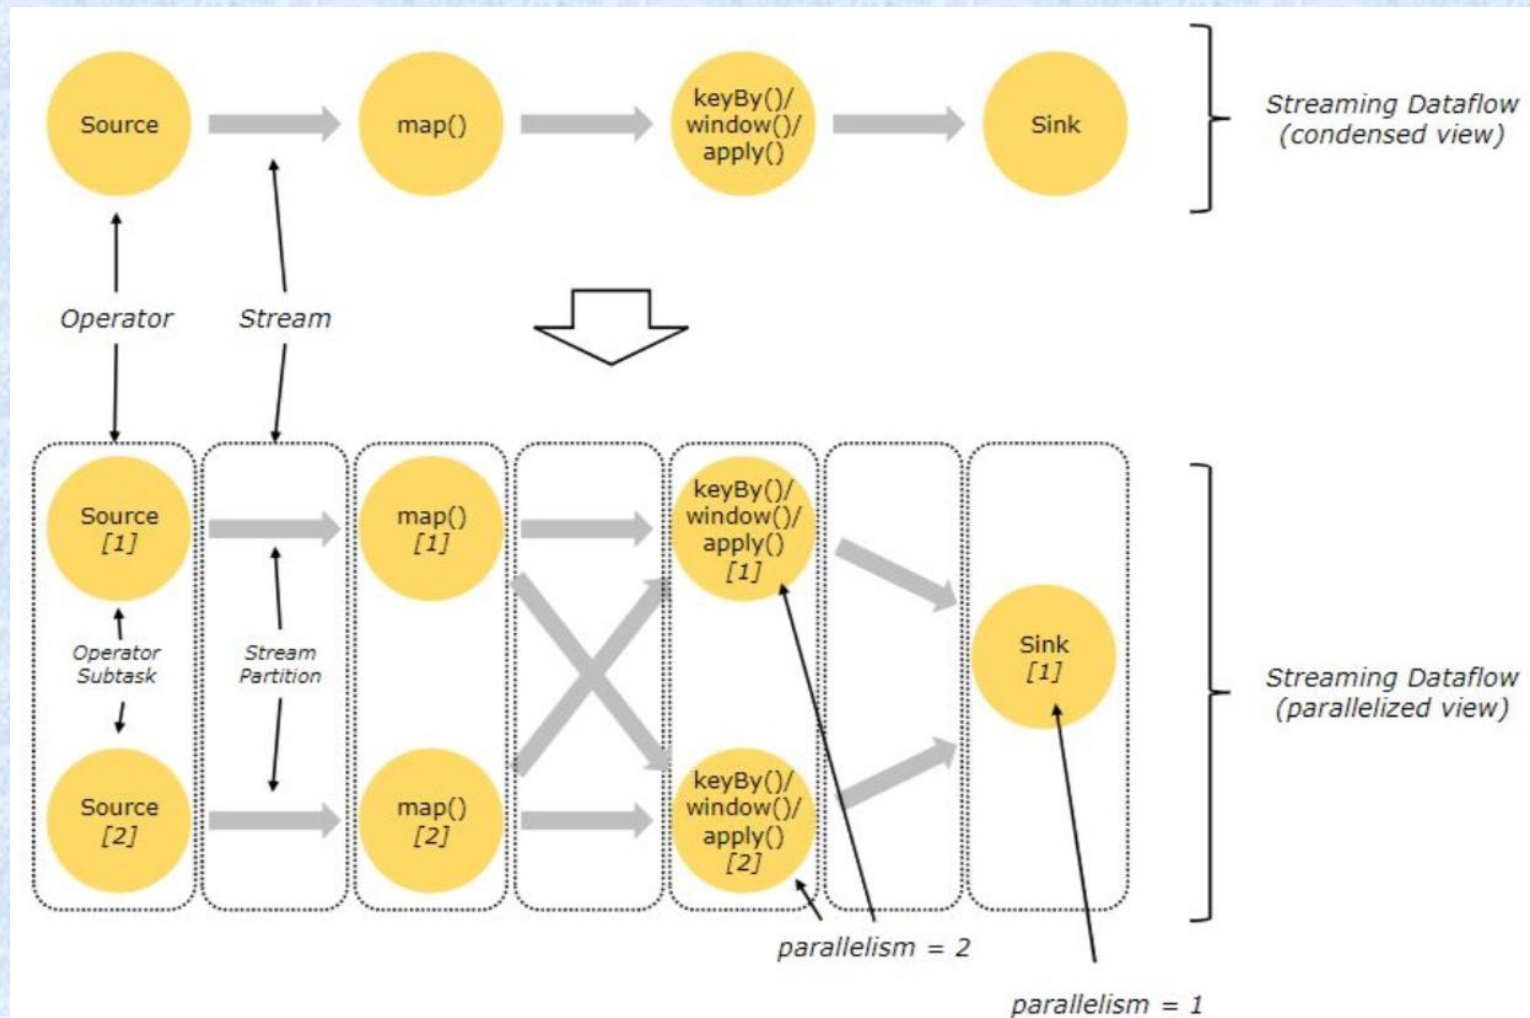 Source
map()
keyBy()/
window()/
apply()
Sink
Streaming Dataflow
(condensed view)
Operator
Stream
Source
[1]
map()
[1]
keyBy()/
window()/
apply()
[1]
Operator
Subtask
Stream
Partition
Sink
[1]
Streaming Dataflow
(parallelized view)
Source
[2]
map()
[2]
keyBy()/
window()/
apply()
[2]
parallelism = 2
parallelism = 1